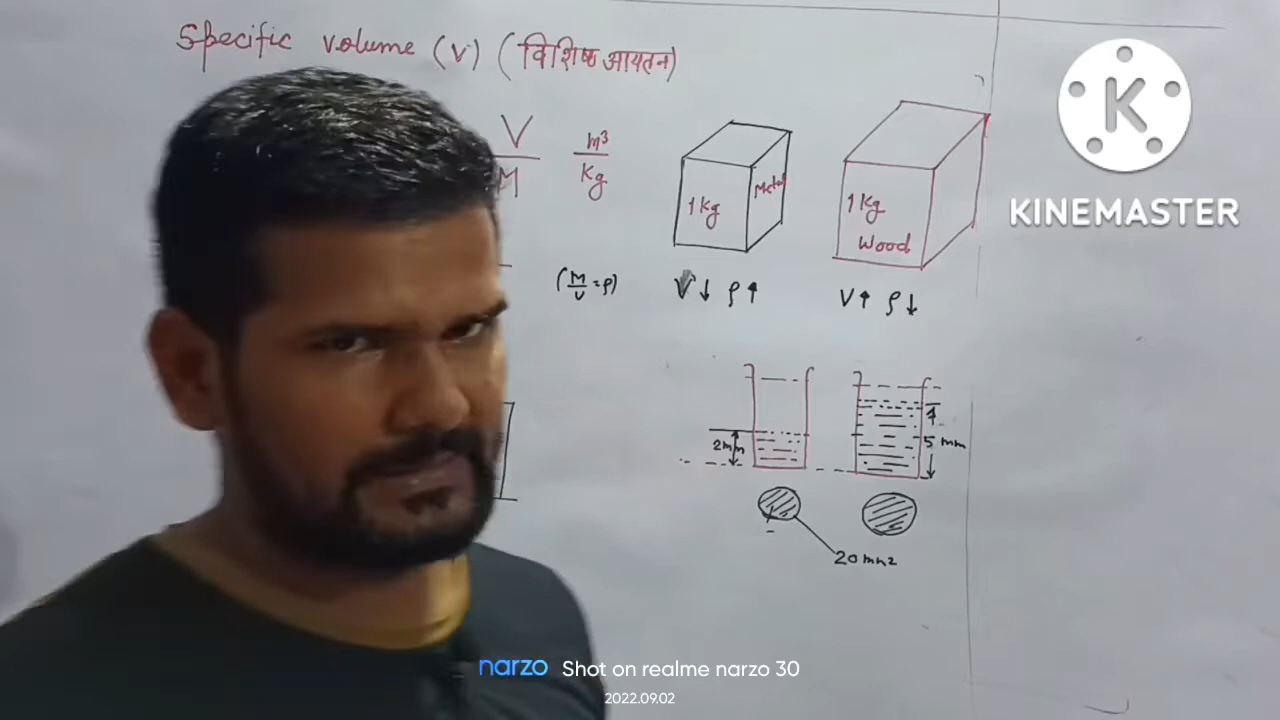 Specific volume (v) (विशिष्ट आयतन)
V
M
m³
Kg
1 Kg
Metal
1 Kg
Wood
(M/V = ρ)
V ↓ ρ ↑
V ↑ ρ ↓
2mm
5 mm
20 mm2
K
KINEMASTER
narzo Shot on realme narzo 30
2022.09.02